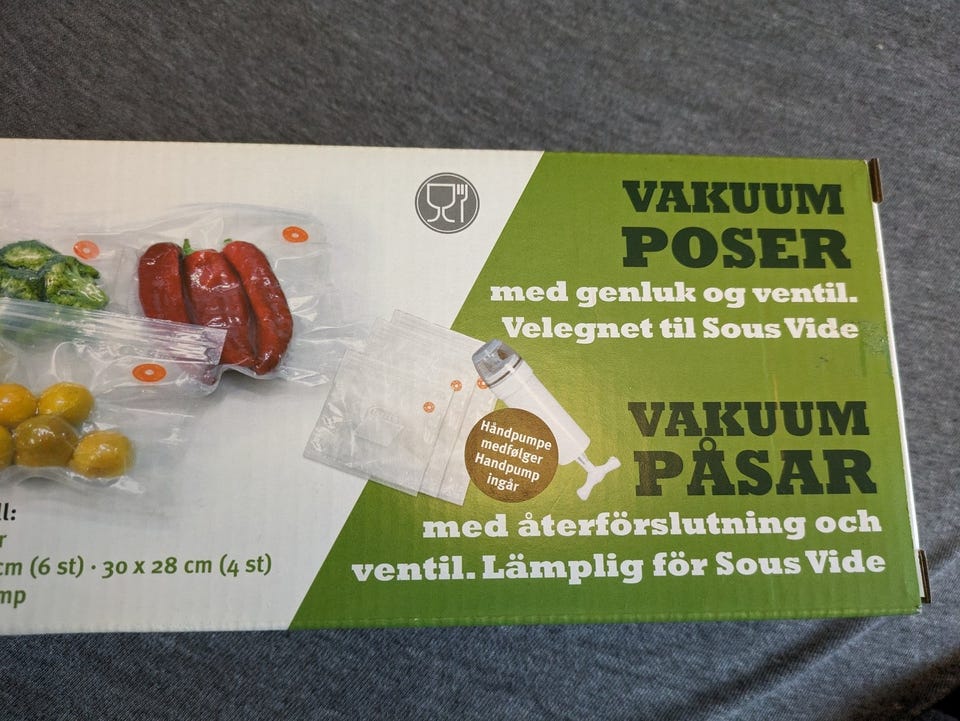 VAKUUM
POSER
med genluk og ventil.
Velegnet til Sous Vide
Håndpumpe
medfølger
Handpump
ingår
VAKUUM
PÅSAR
med återförslutning och
ventil. Lämplig för Sous Vide
cm (6 st) · 30 x 28 cm (4 st)